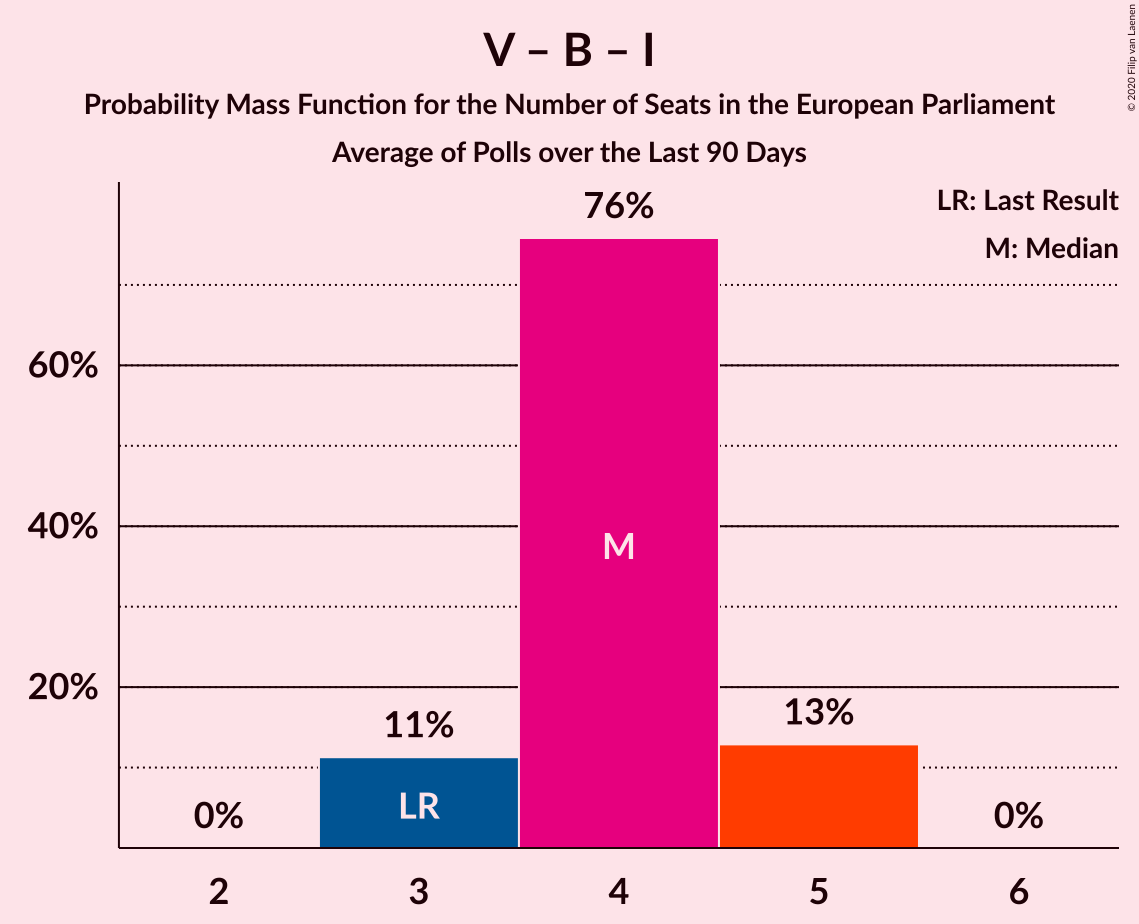 V – B – I
Probability Mass Function for the Number of Seats in the European Parliament
Average of Polls over the Last 90 Days
© 2020 Filip van Laenen
LR: Last Result
M: Median
76%
60%
40%
M
20%
11%
13%
LR
0%
0%
2 3 4 5 6